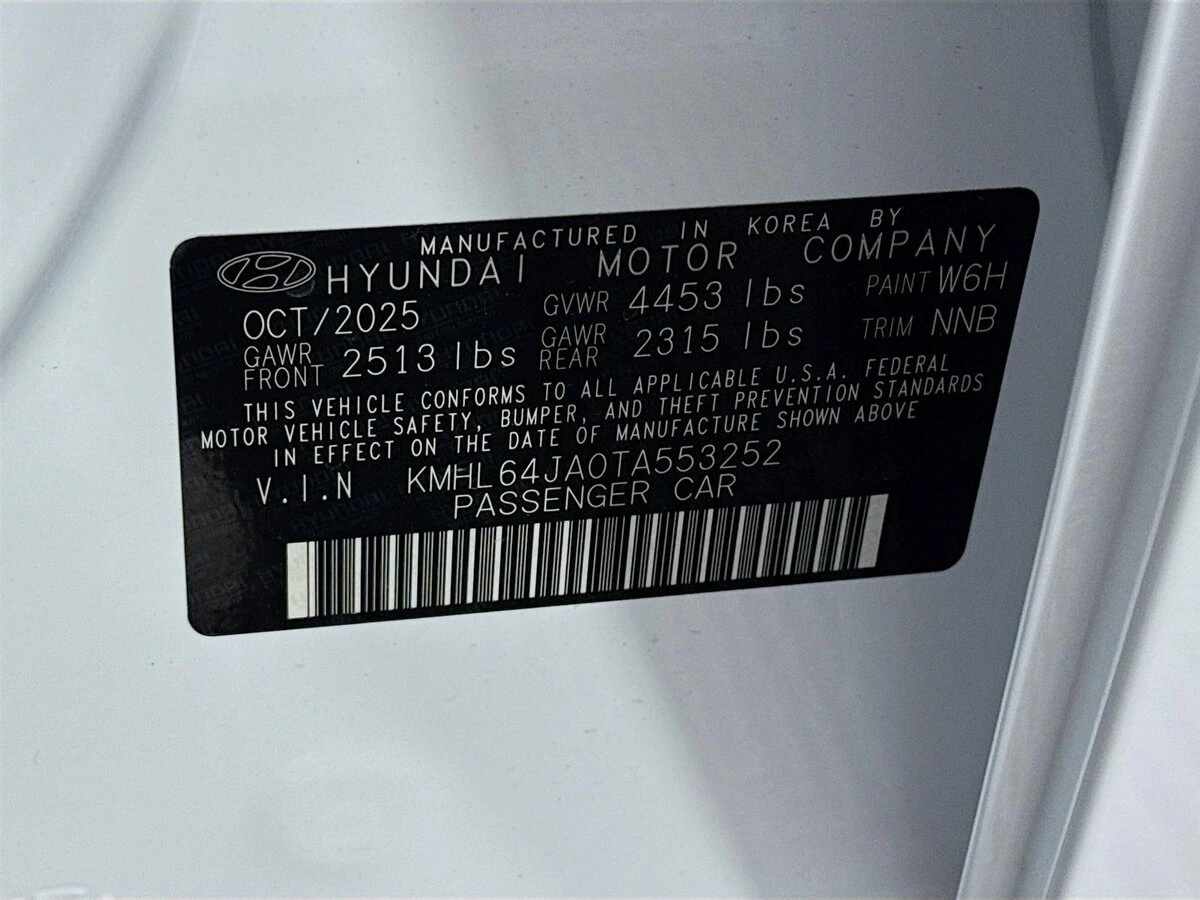 MANUFACTURED IN KOREA BY
HYUNDAI MOTOR COMPANY
OCT/2025 GVWR 4453 lbs PAINT W6H
GAWR FRONT 2513 lbs GAWR REAR 2315 lbs TRIM NNB
THIS VEHICLE CONFORMS TO ALL APPLICABLE U.S.A. FEDERAL
MOTOR VEHICLE SAFETY, BUMPER, AND THEFT PREVENTION STANDARDS
IN EFFECT ON THE DATE OF MANUFACTURE SHOWN ABOVE
V.I.N KMHL64JA0TA553252
PASSENGER CAR